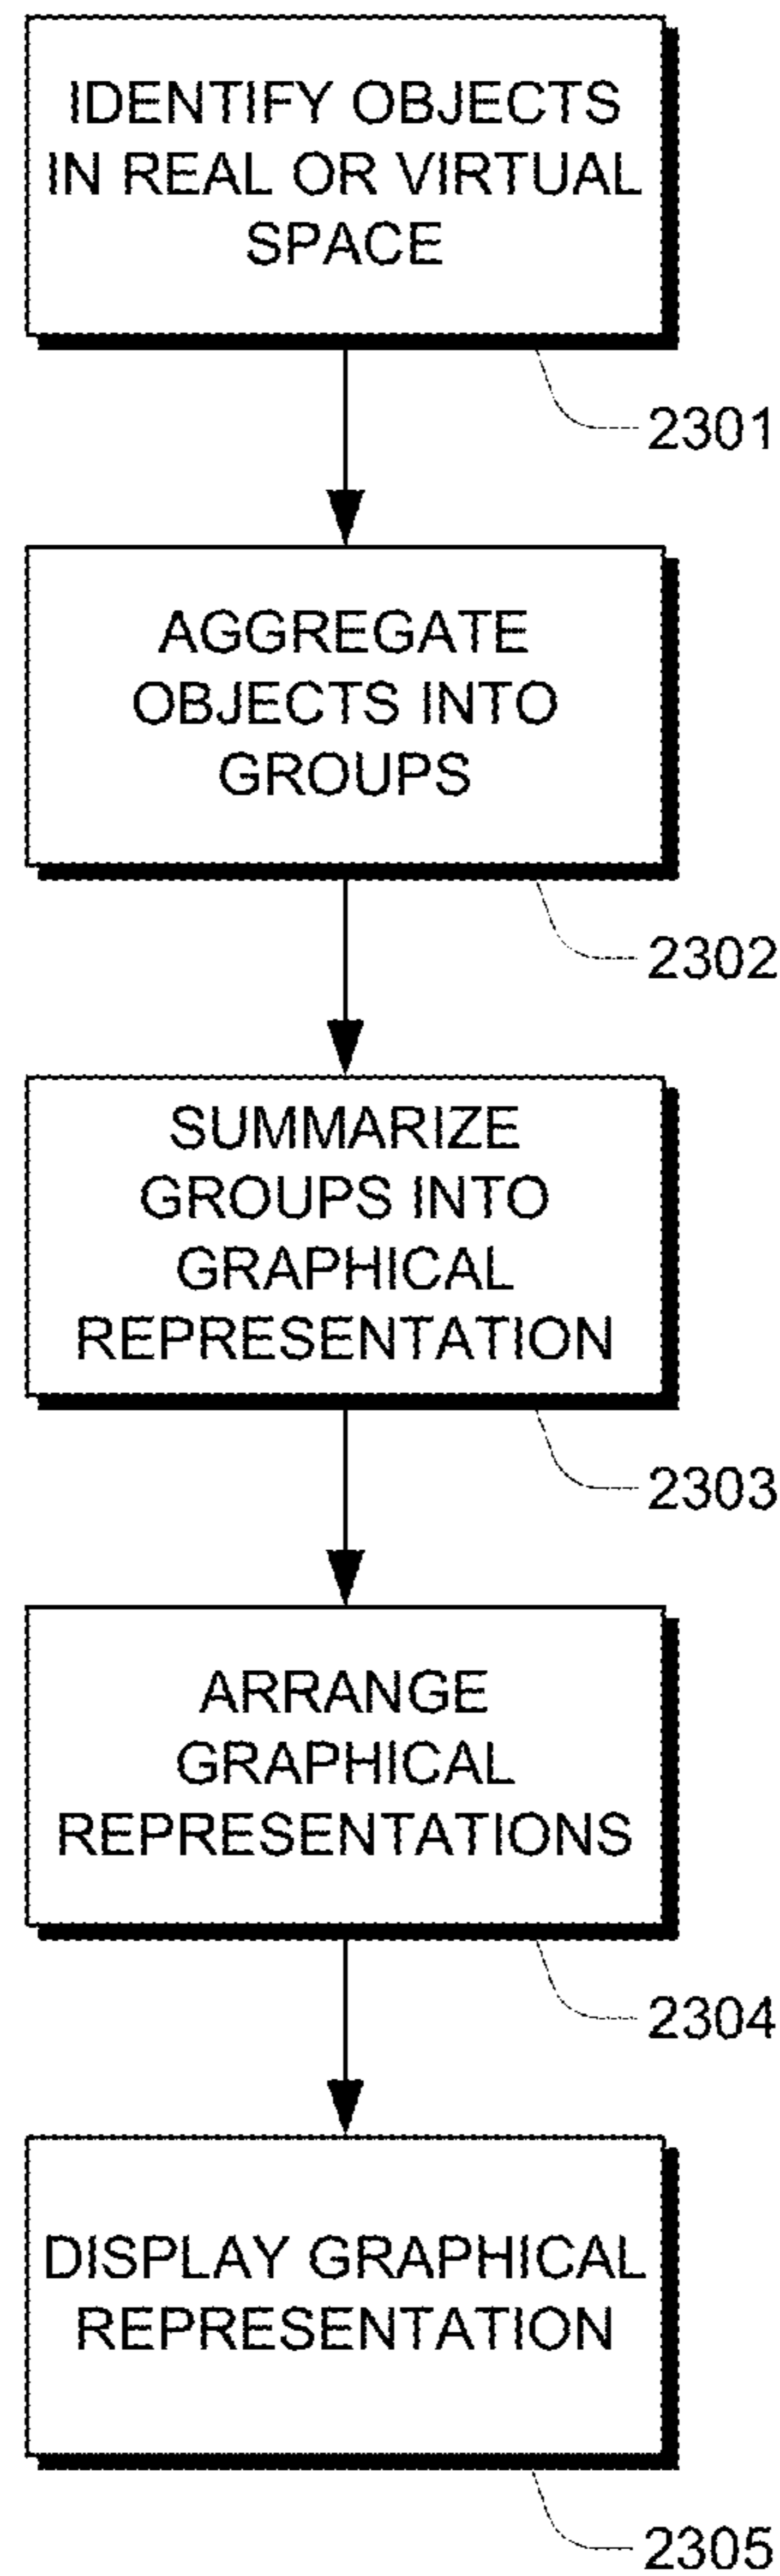 IDENTIFY OBJECTS
IN REAL OR VIRTUAL
SPACE
2301
AGGREGATE
OBJECTS INTO
GROUPS
2302
SUMMARIZE
GROUPS INTO
GRAPHICAL
REPRESENTATION
2303
ARRANGE
GRAPHICAL
REPRESENTATIONS
2304
DISPLAY GRAPHICAL
REPRESENTATION
2305